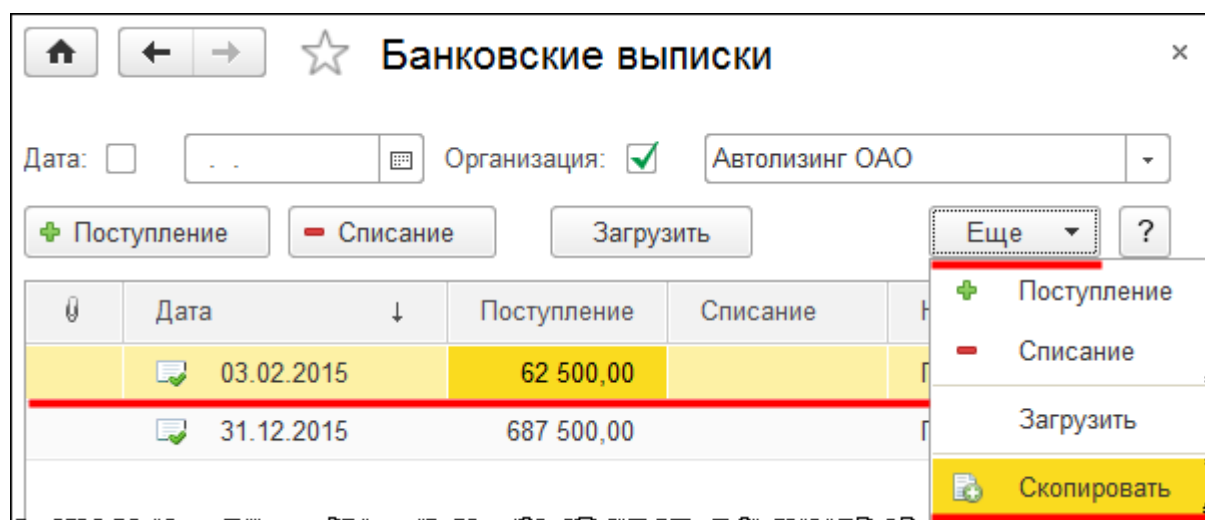 Банковские выписки
Дата: . . Организация: Автолизинг ОАО
Поступление Списание Загрузить Еще ?
Дата ↓ Поступление Списание
Поступление
Списание
03.02.2015 62 500,00
Загрузить
31.12.2015 687 500,00
Скопировать